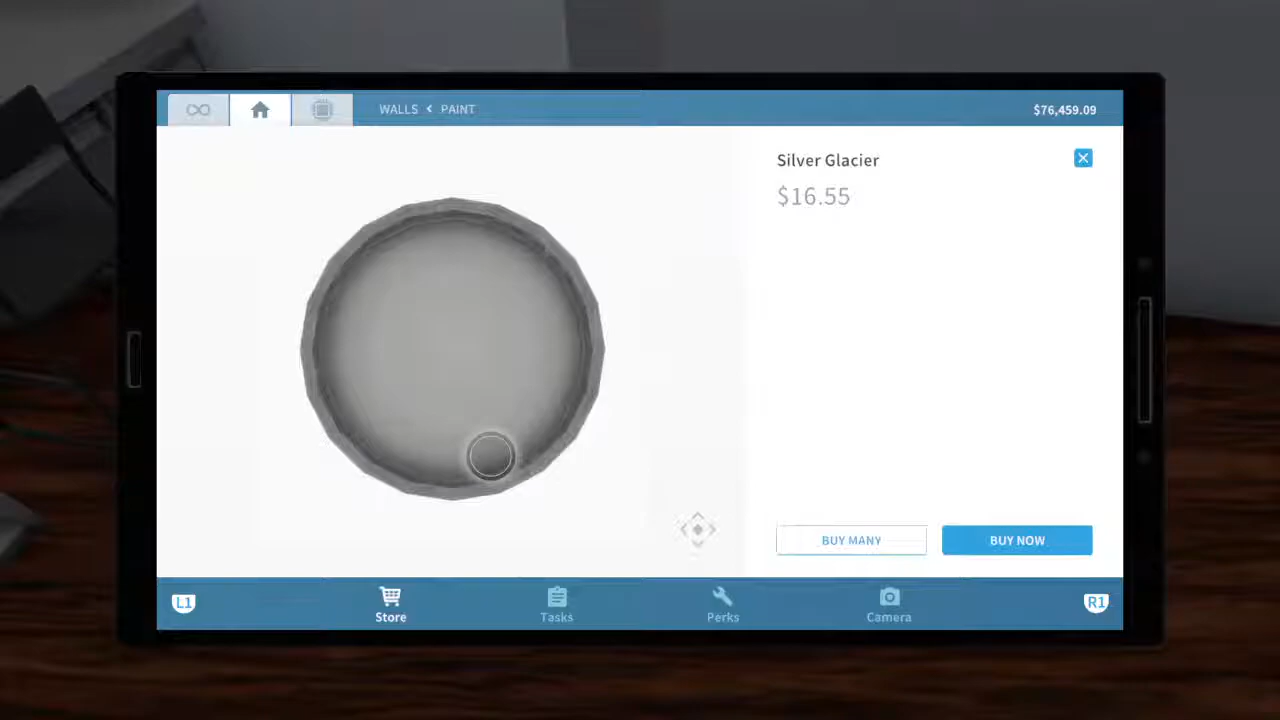 WALLS < PAINT
$76,459.09
Silver Glacier
$16.55
BUY MANY
BUY NOW
L1
Store
Tasks
Perks
Camera
R1